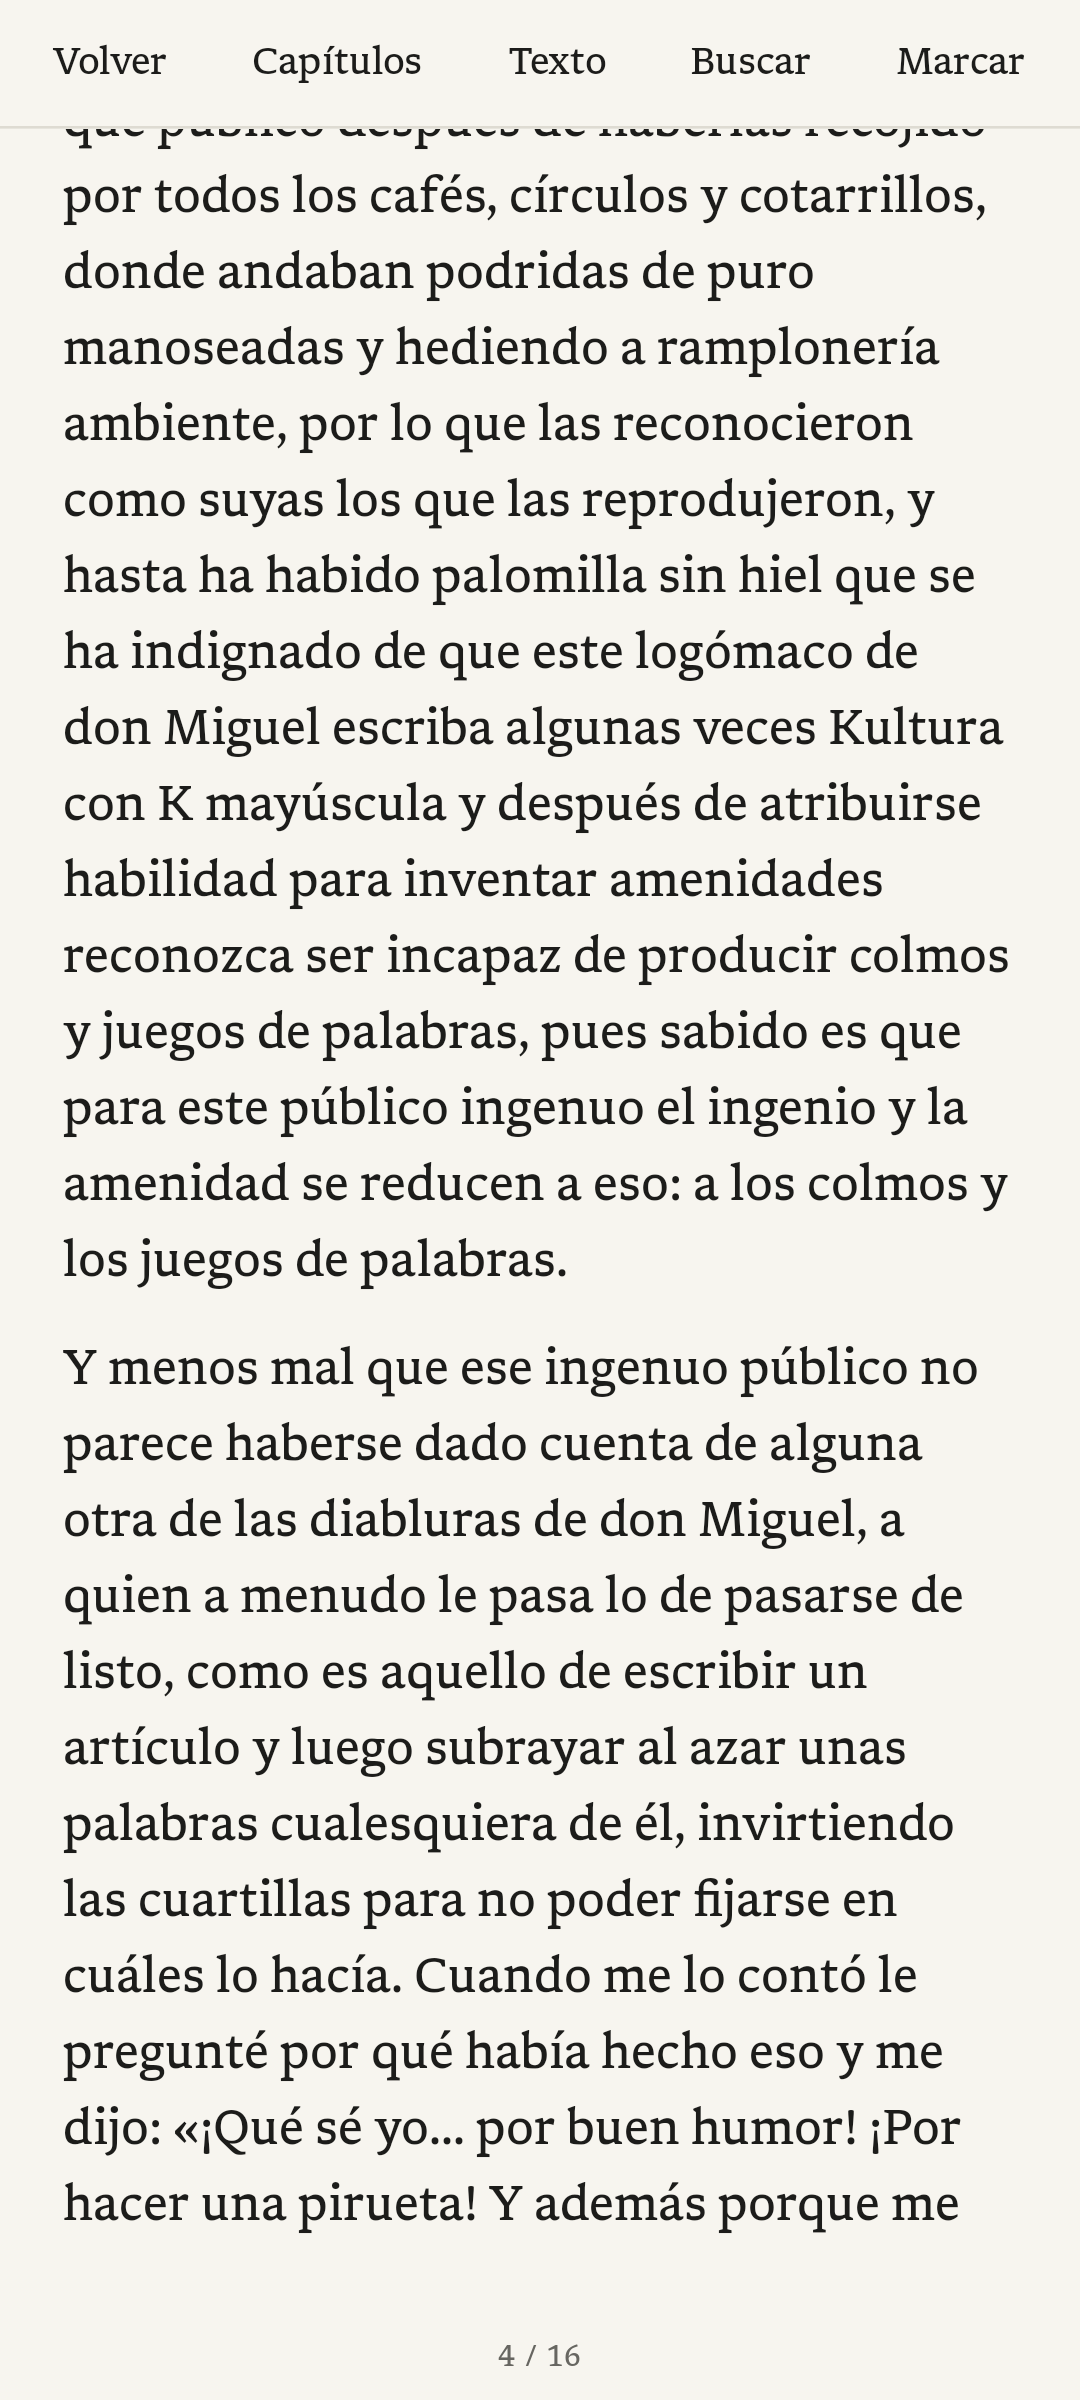 Volver Capítulos Texto Buscar Marcar
que publicó después de haberlas recojido
por todos los cafés, círculos y cotarrillos,
donde andaban podridas de puro
manoseadas y hediendo a ramplonería
ambiente, por lo que las reconocieron
como suyas los que las reprodujeron, y
hasta ha habido palomilla sin hiel que se
ha indignado de que este logómaco de
don Miguel escriba algunas veces Kultura
con K mayúscula y después de atribuirse
habilidad para inventar amenidades
reconozca ser incapaz de producir colmos
y juegos de palabras, pues sabido es que
para este público ingenuo el ingenio y la
amenidad se reducen a eso: a los colmos y
los juegos de palabras.
Y menos mal que ese ingenuo público no
parece haberse dado cuenta de alguna
otra de las diabluras de don Miguel, a
quien a menudo le pasa lo de pasarse de
listo, como es aquello de escribir un
artículo y luego subrayar al azar unas
palabras cualesquiera de él, invirtiendo
las cuartillas para no poder fijarse en
cuáles lo hacía. Cuando me lo contó le
pregunté por qué había hecho eso y me
dijo: «¡Qué sé yo... por buen humor! ¡Por
hacer una pirueta! Y además porque me
4 / 16